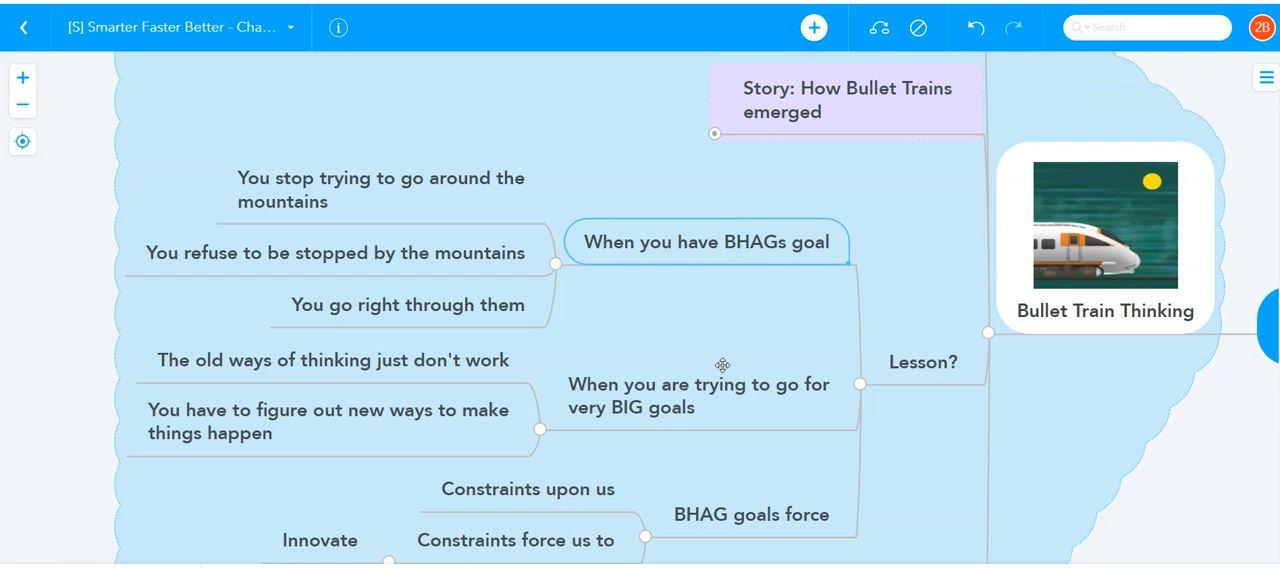 [S] Smarter Faster Better - Cha...
Search
2B
Story: How Bullet Trains
emerged
Bullet Train Thinking
Lesson?
When you have BHAGs goal
You stop trying to go around the
mountains
You refuse to be stopped by the mountains
You go right through them
When you are trying to go for
very BIG goals
The old ways of thinking just don't work
You have to figure out new ways to make
things happen
BHAG goals force
Constraints upon us
Constraints force us to
Innovate